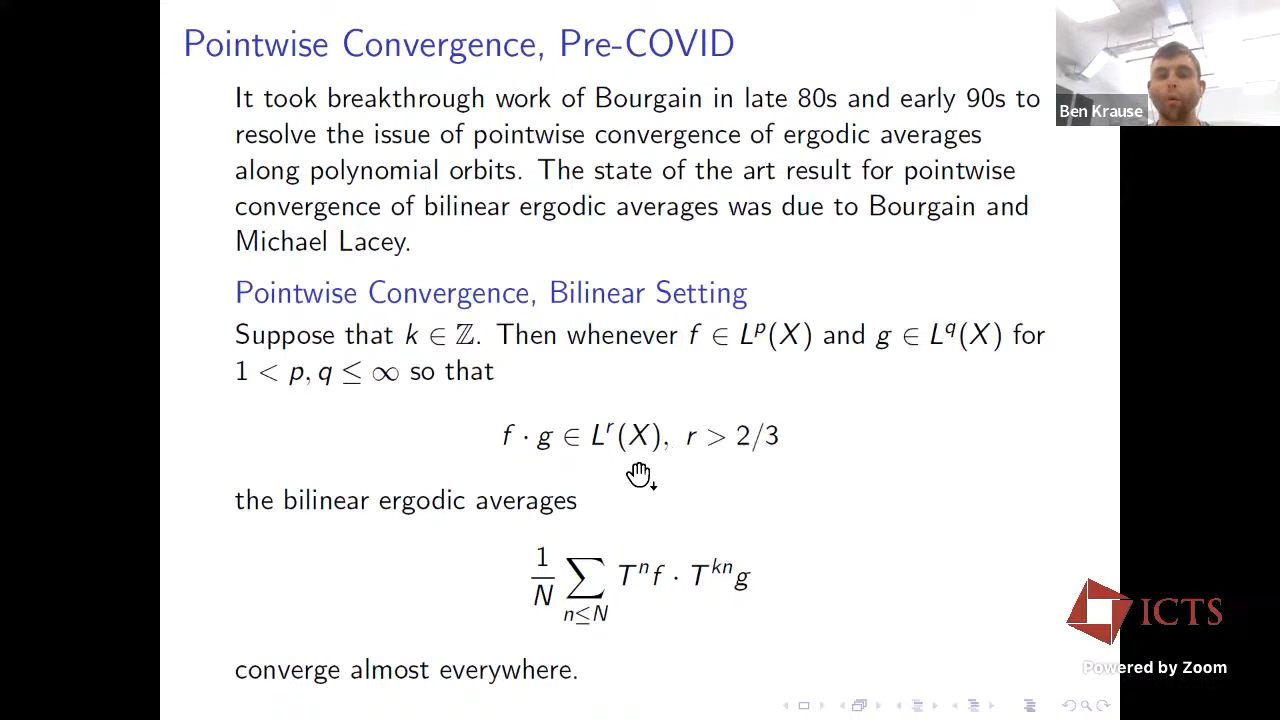 Pointwise Convergence, Pre-COVID
It took breakthrough work of Bourgain in late 80s and early 90s to
resolve the issue of pointwise convergence of ergodic averages
along polynomial orbits. The state of the art result for pointwise
convergence of bilinear ergodic averages was due to Bourgain and
Michael Lacey.
Pointwise Convergence, Bilinear Setting
Suppose that k ∈ ℤ. Then whenever f ∈ L^p(X) and g ∈ L^q(X) for
1 < p, q ≤ ∞ so that
f · g ∈ L^r(X), r > 2/3
the bilinear ergodic averages
1/N ∑_{n≤N} T^n f · T^{kn} g
converge almost everywhere.
Ben Krause
ICTS
Powered by Zoom